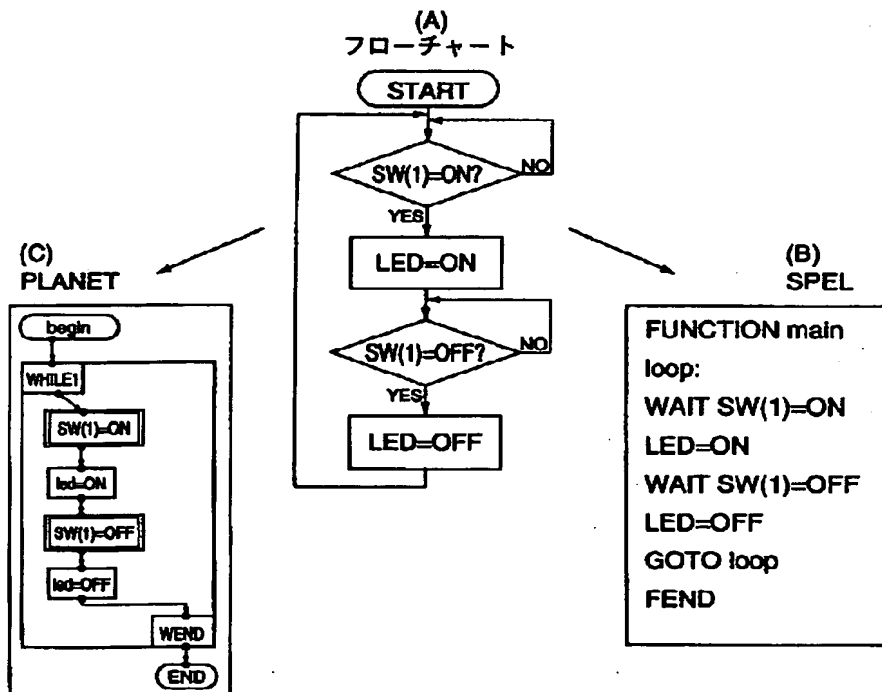 (A)
フローチャート
START
SW(1)=ON?
NO
YES
LED=ON
SW(1)=OFF?
NO
YES
LED=OFF
(C)
PLANET
begin
WHILE1
SW(1)=ON
led=ON
SW(1)=OFF
led=OFF
WEND
END
(B)
SPEL
FUNCTION main
loop:
WAIT SW(1)=ON
LED=ON
WAIT SW(1)=OFF
LED=OFF
GOTO loop
FEND